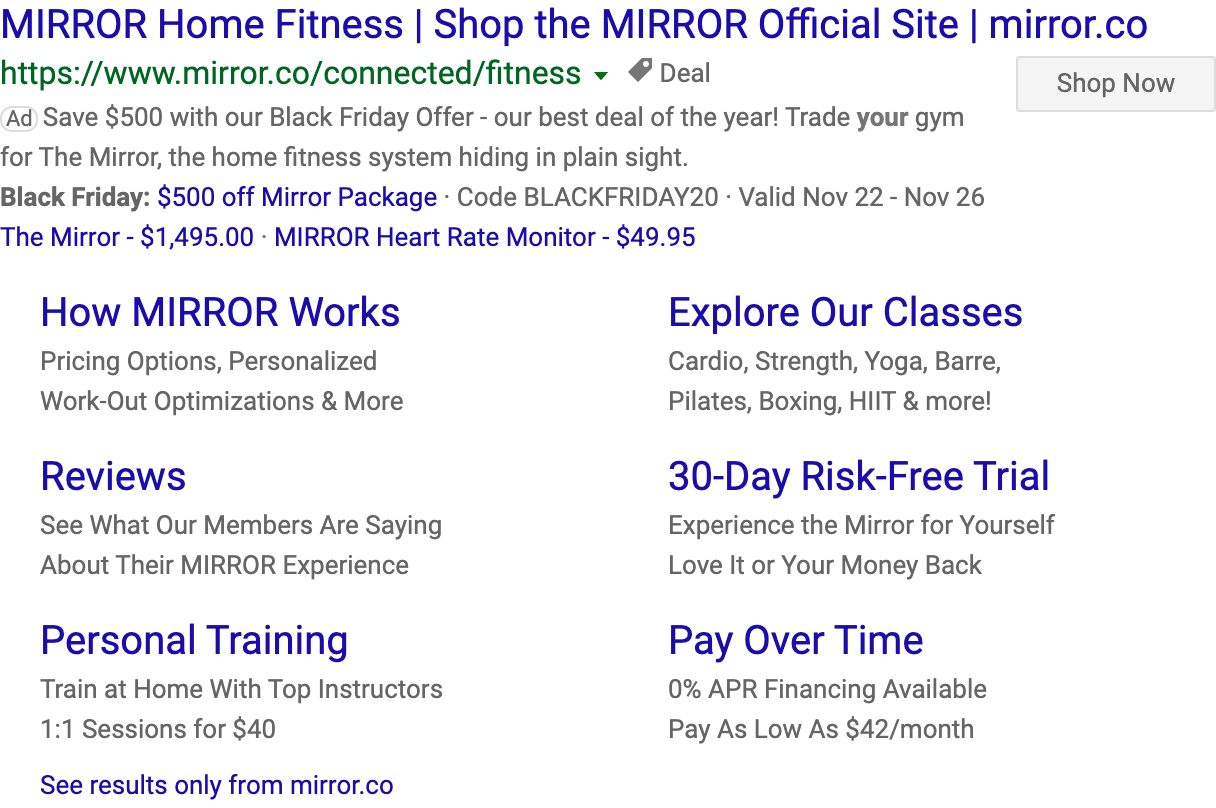 MIRROR Home Fitness | Shop the MIRROR Official Site | mirror.co
https://www.mirror.co/connected/fitness Deal
Shop Now
Ad Save $500 with our Black Friday Offer - our best deal of the year! Trade your gym
for The Mirror, the home fitness system hiding in plain sight.
Black Friday: $500 off Mirror Package · Code BLACKFRIDAY20 · Valid Nov 22 - Nov 26
The Mirror - $1,495.00 · MIRROR Heart Rate Monitor - $49.95
How MIRROR Works
Pricing Options, Personalized
Work-Out Optimizations & More
Explore Our Classes
Cardio, Strength, Yoga, Barre,
Pilates, Boxing, HIIT & more!
Reviews
See What Our Members Are Saying
About Their MIRROR Experience
30-Day Risk-Free Trial
Experience the Mirror for Yourself
Love It or Your Money Back
Personal Training
Train at Home With Top Instructors
1:1 Sessions for $40
Pay Over Time
0% APR Financing Available
Pay As Low As $42/month
See results only from mirror.co